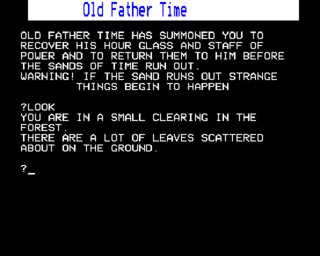 Old Father Time
OLD FATHER TIME HAS SUMMONED YOU TO
RECOVER HIS HOUR GLASS AND STAFF OF
POWER AND TO RETURN THEM TO HIM BEFORE
THE SANDS OF TIME RUN OUT.
WARNING! IF THE SAND RUNS OUT STRANGE
THINGS BEGIN TO HAPPEN
?LOOK
YOU ARE IN A SMALL CLEARING IN THE
FOREST.
THERE ARE A LOT OF LEAVES SCATTERED
ABOUT ON THE GROUND.
?_